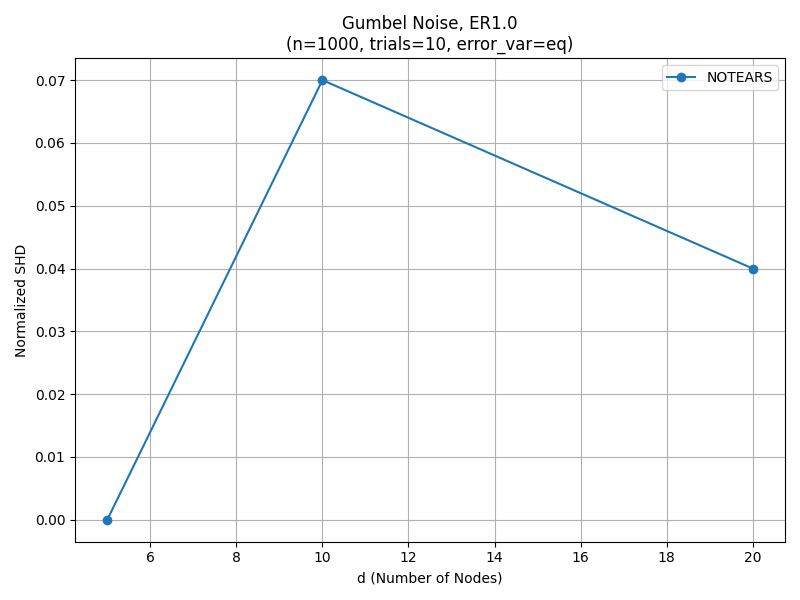 Gumbel Noise, ER1.0
(n=1000, trials=10, error_var=eq)
NOTEARS
0.07
0.06
0.05
0.04
0.03
0.02
0.01
0.00
Normalized SHD
6 8 10 12 14 16 18 20
d (Number of Nodes)